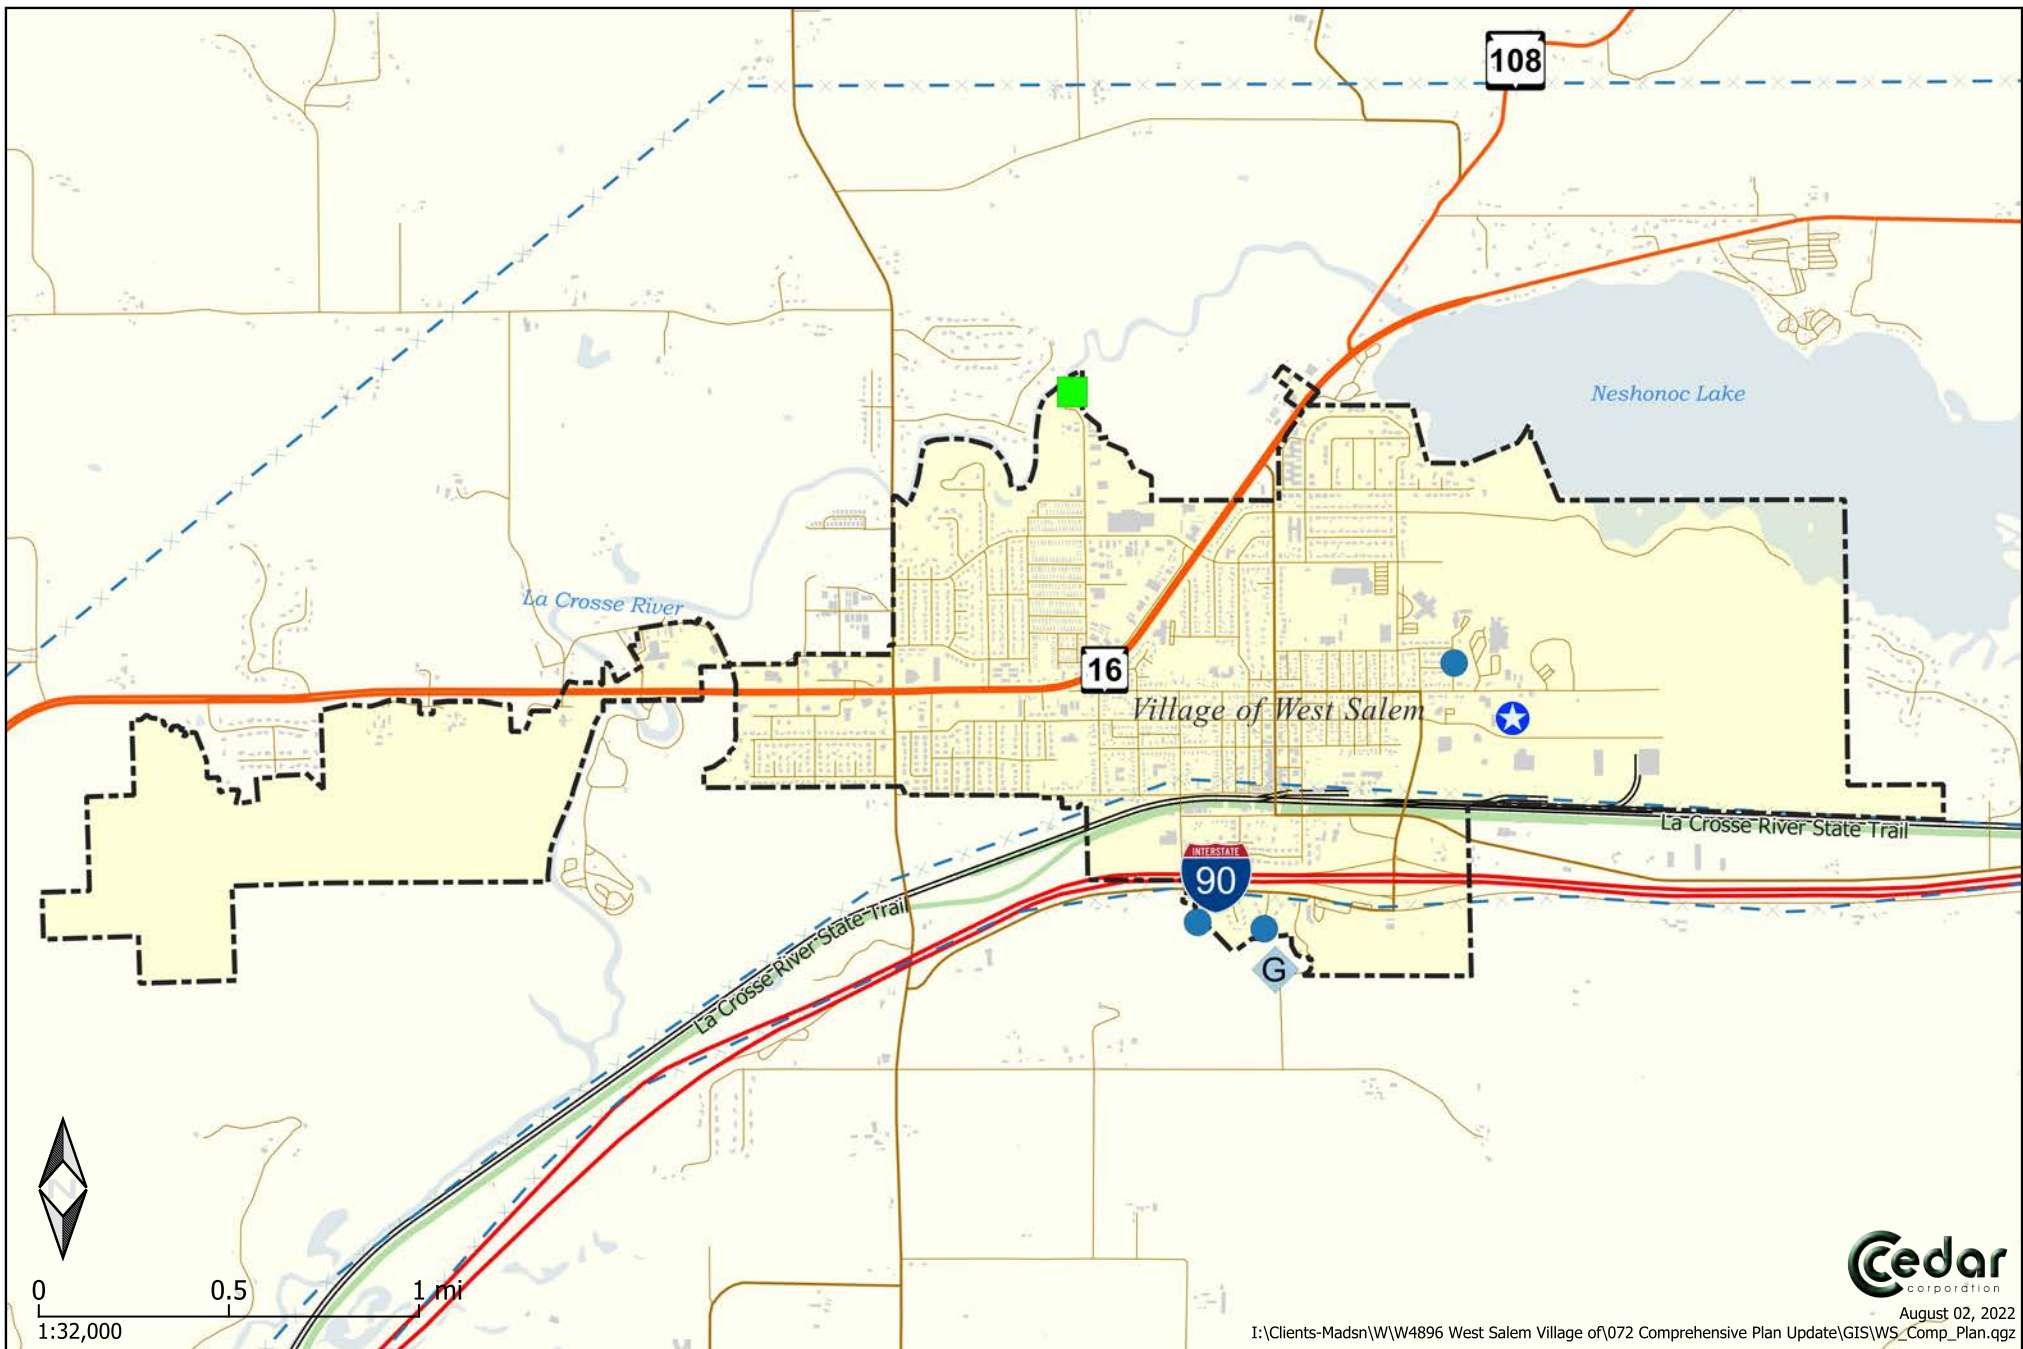 108
Neshonoc Lake
La Crosse River
16
Village of West Salem
La Crosse River State Trail
INTERSTATE
90
La Crosse River State Trail
G
N
0 0.5 1 mi
1:32,000
Cedar
corporation
August 02, 2022
I:\Clients-Madsn\W\W4896 West Salem Village of\072 Comprehensive Plan Update\GIS\WS_Comp_Plan.qgz